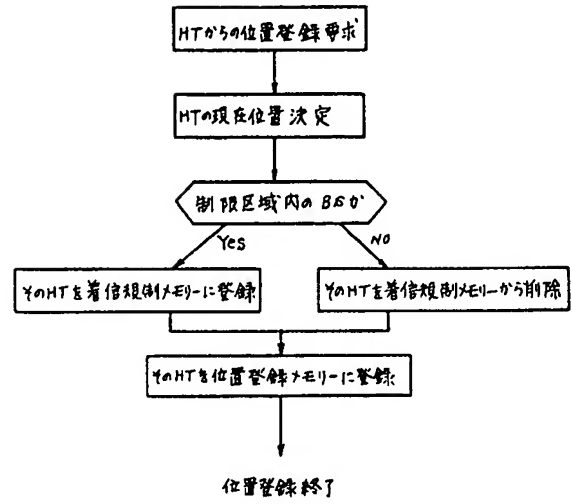 HTからの位置登録要求
HTの現在位置決定
制限区域内のBSか
Yes
NO
そのHTを着信規制メモリーに登録
そのHTを着信規制メモリーから削除
そのHTを位置登録メモリーに登録
位置登録終了